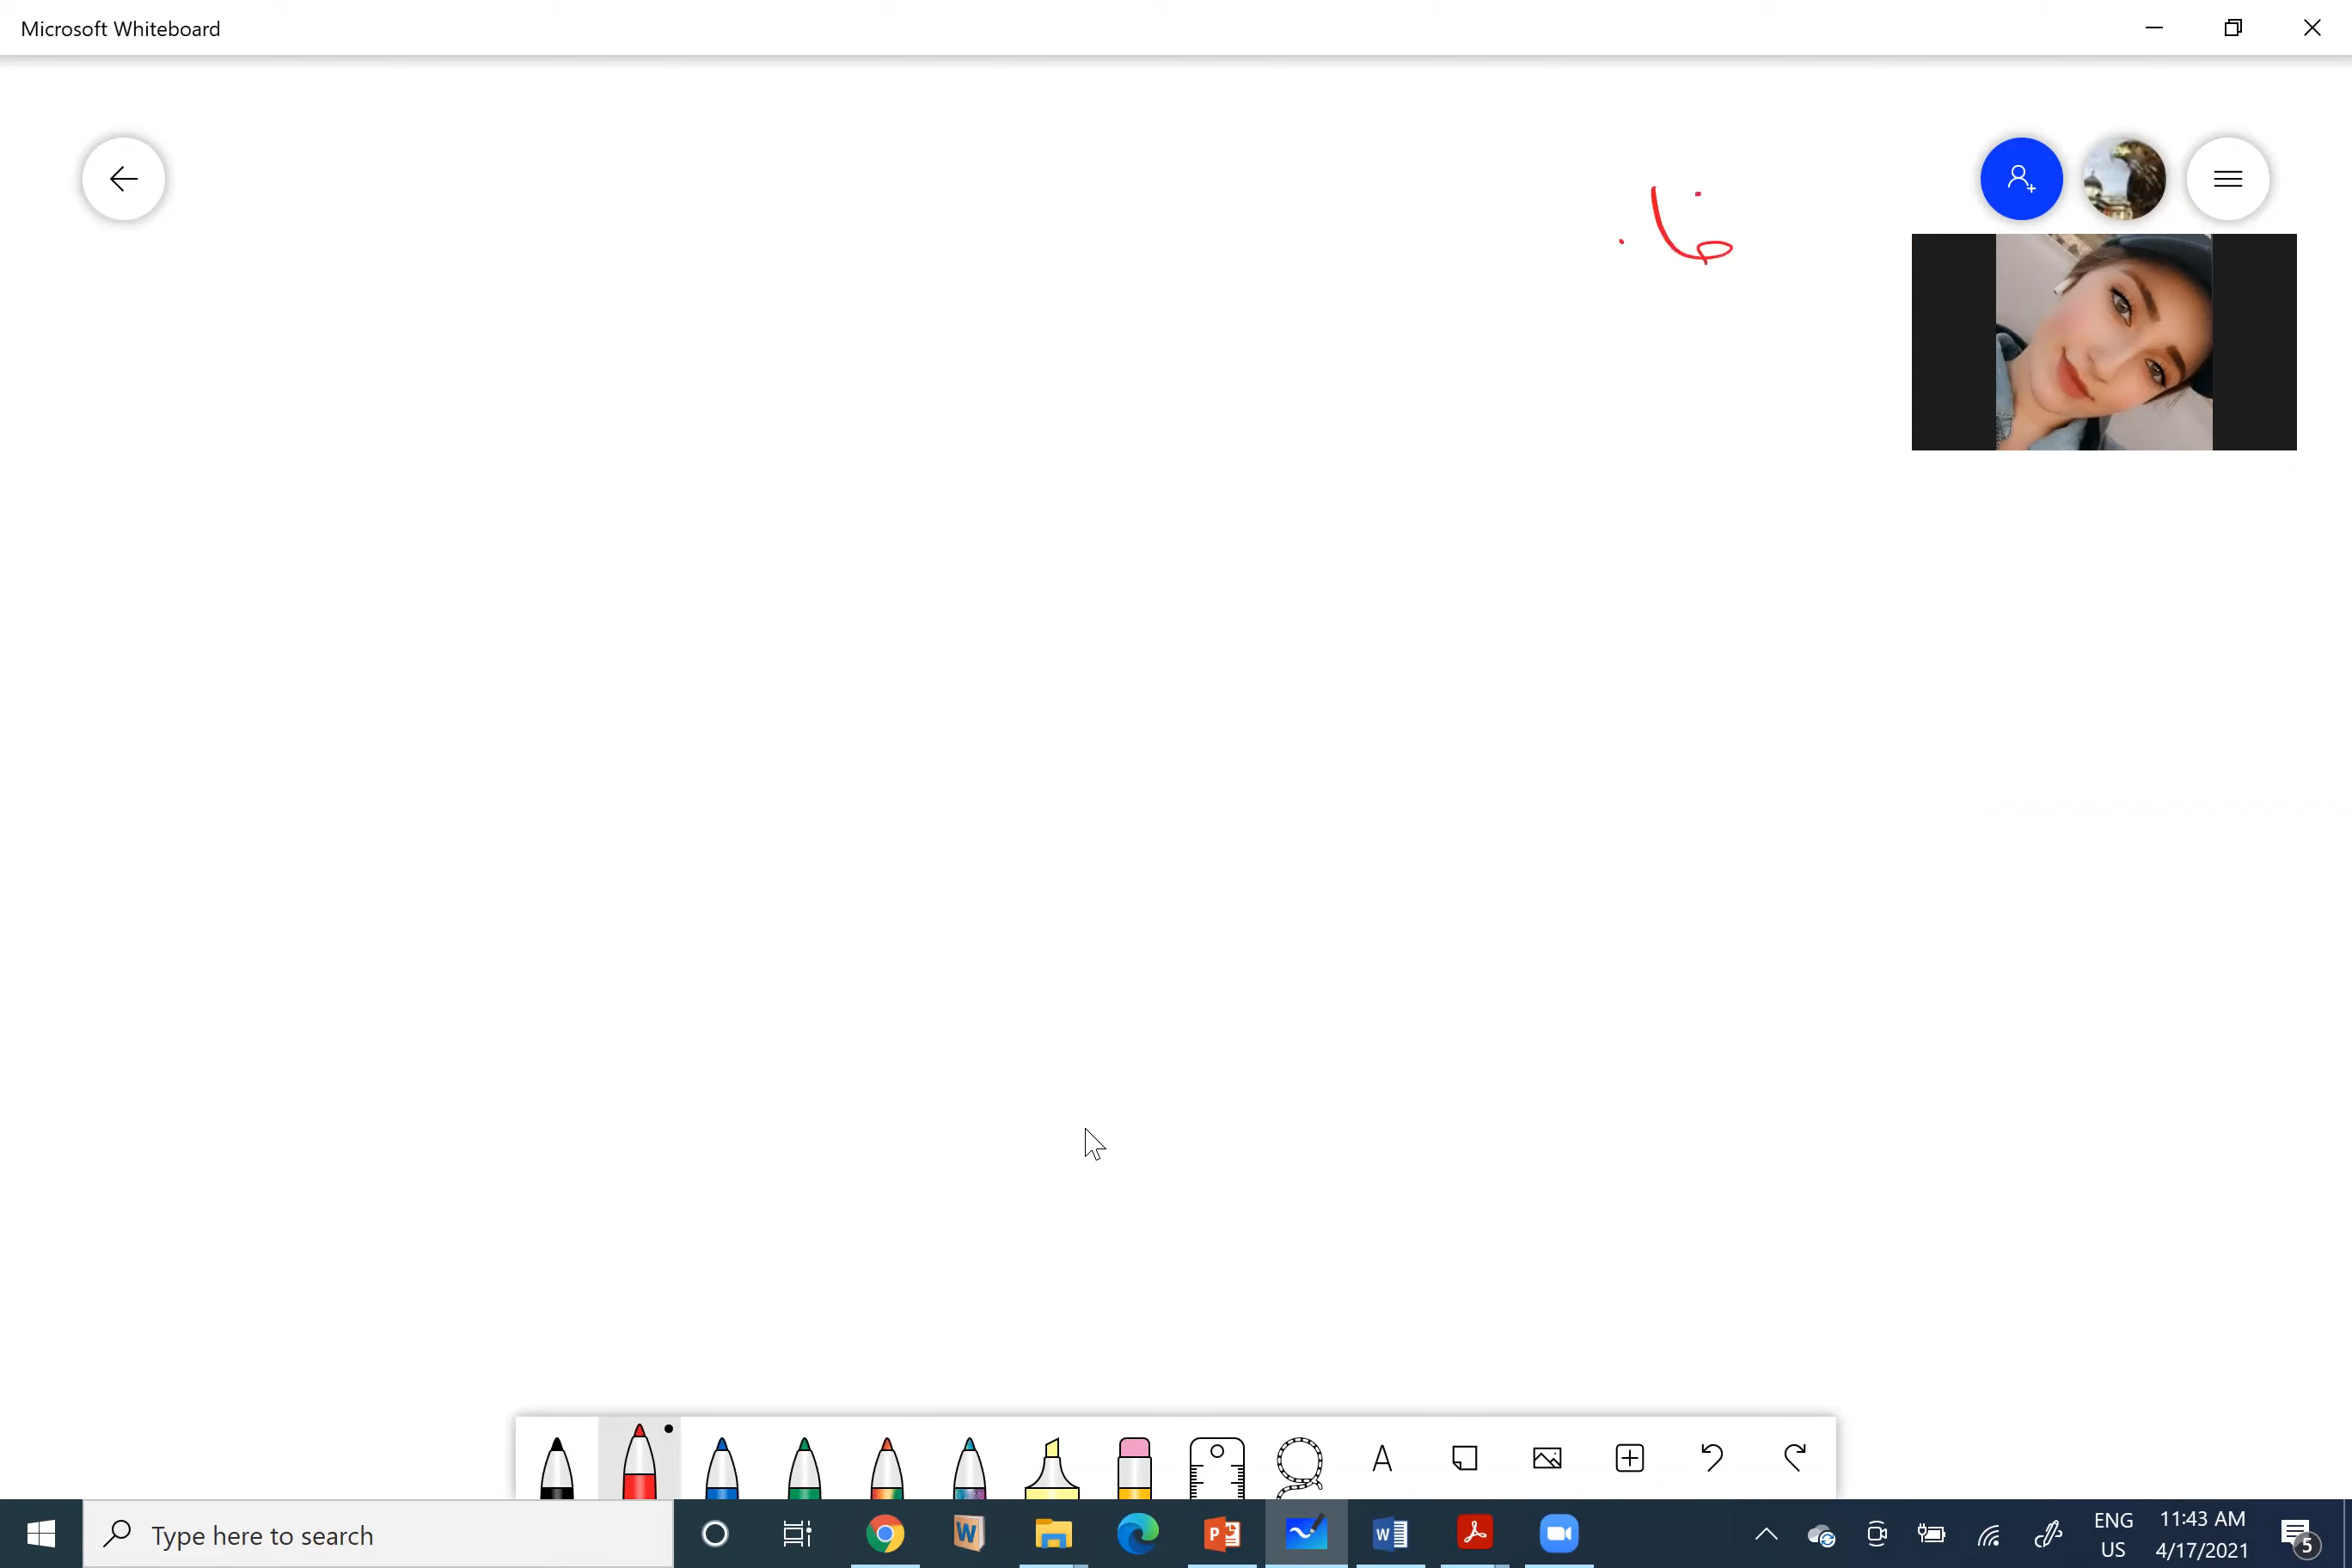 Microsoft Whiteboard
Type here to search
ENG
US
11:43 AM
4/17/2021
5